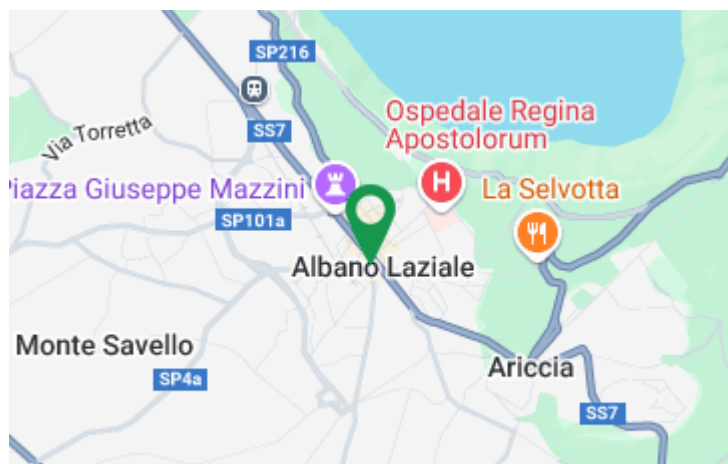 SP216
SS7
Via Torretta
Ospedale Regina
Apostolorum
H
Piazza Giuseppe Mazzini
La Selvotta
SP101a
Albano Laziale
Monte Savello
Ariccia
SP4a
SS7